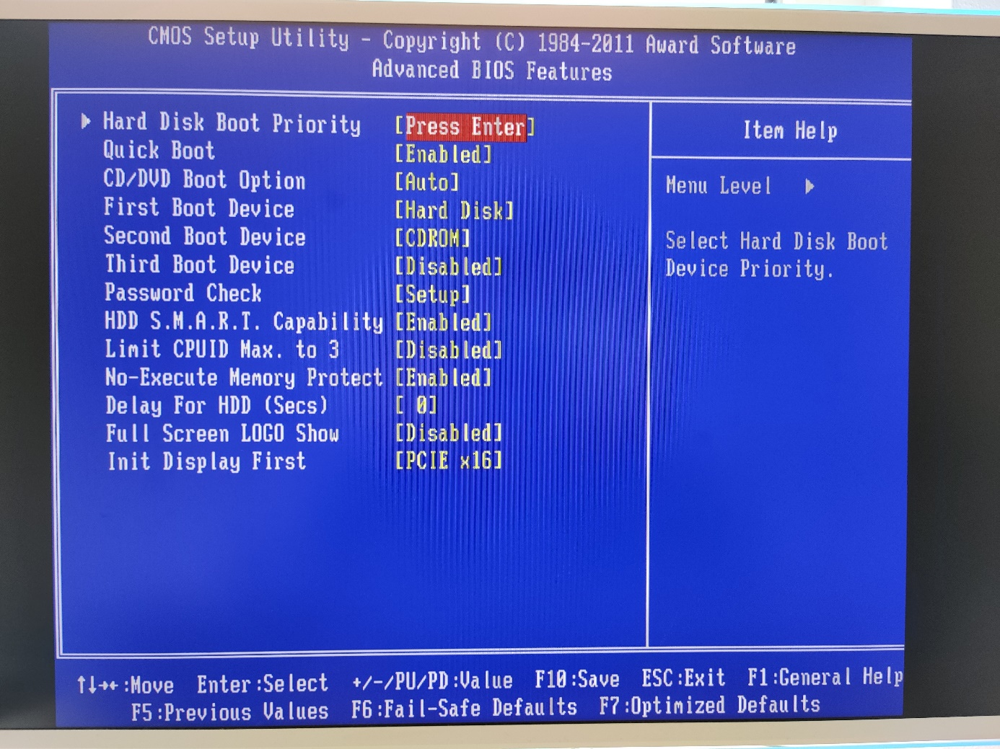 CMOS Setup Utility - Copyright (C) 1984-2011 Award Software
Advanced BIOS Features
Hard Disk Boot Priority [Press Enter]
Quick Boot [Enabled]
CD/DVD Boot Option [Auto]
First Boot Device [Hard Disk]
Second Boot Device [CDROM]
Third Boot Device [Disabled]
Password Check [Setup]
HDD S.M.A.R.T. Capability [Enabled]
Limit CPUID Max. to 3 [Disabled]
No-Execute Memory Protect [Enabled]
Delay For HDD (Secs) [ 0]
Full Screen LOGO Show [Disabled]
Init Display First [PCIE x16]
Item Help
Menu Level
Select Hard Disk Boot
Device Priority.
↑↓→←:Move Enter:Select +/-/PU/PD:Value F10:Save ESC:Exit F1:General Help
F5:Previous Values F6:Fail-Safe Defaults F7:Optimized Defaults